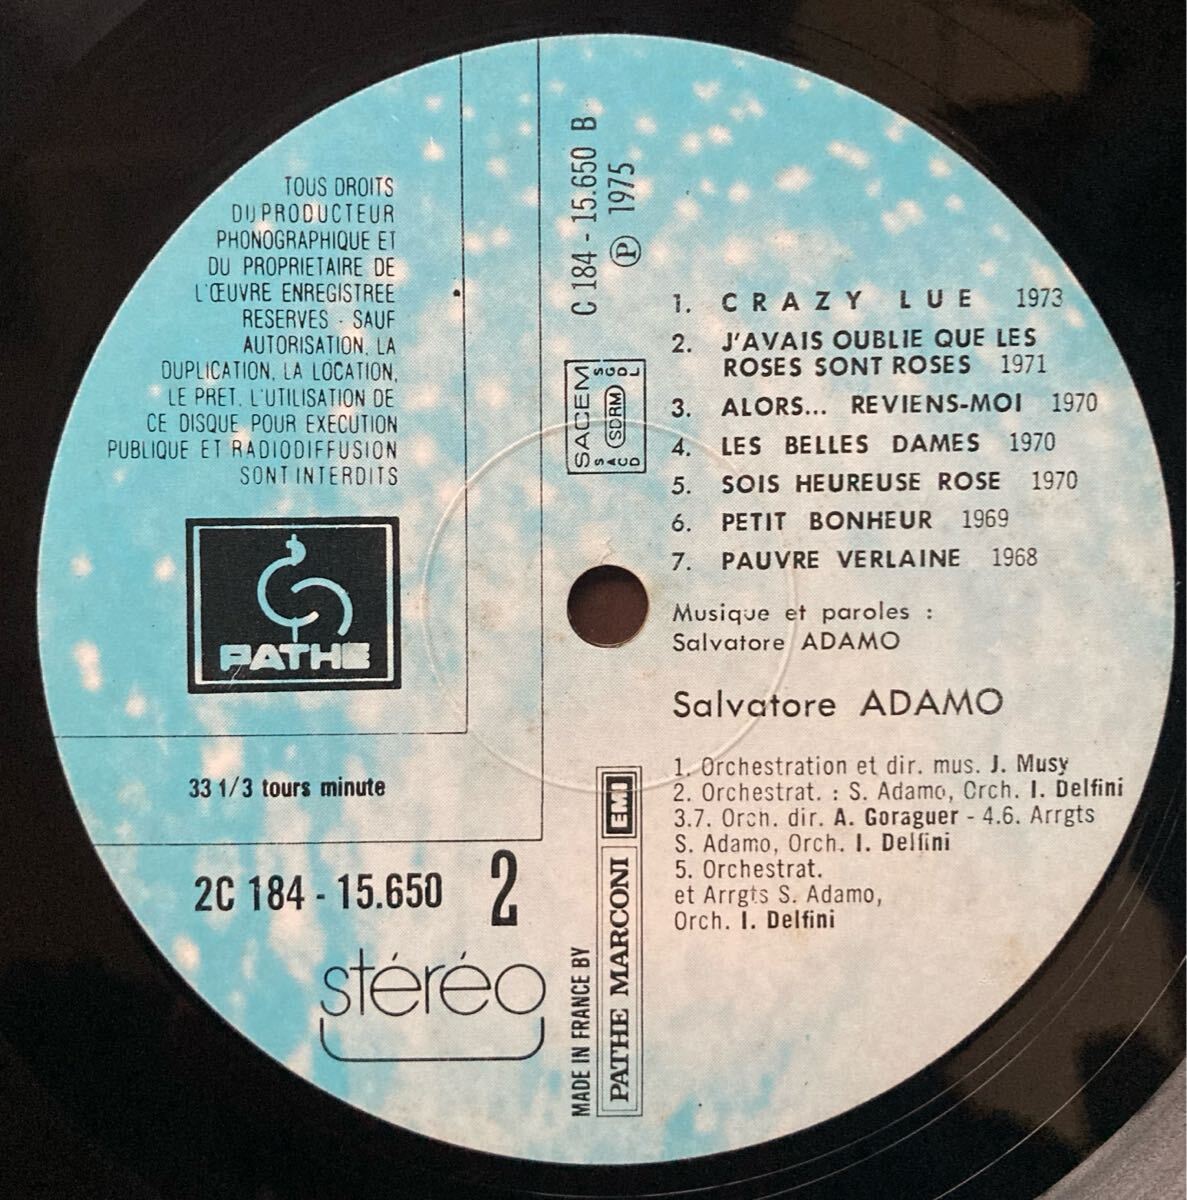 TOUS DROITS
DU PRODUCTEUR
PHONOGRAPHIQUE ET
DU PROPRIETAIRE DE
L'ŒUVRE ENREGISTREE
RESERVES - SAUF
AUTORISATION, LA
DUPLICATION, LA LOCATION,
LE PRET, L'UTILISATION DE
CE DISQUE POUR EXECUTION
PUBLIQUE ET RADIODIFFUSION
SONT INTERDITS
PATHE
33 1/3 tours minute
2C 184 - 15.650 2
stéréo
C 184 - 15.650 B
Ⓟ 1975
SACEM
SDRM
SACD
SGDL
1. CRAZY LUE 1973
2. J'AVAIS OUBLIE QUE LES
ROSES SONT ROSES 1971
3. ALORS... REVIENS-MOI 1970
4. LES BELLES DAMES 1970
5. SOIS HEUREUSE ROSE 1970
6. PETIT BONHEUR 1969
7. PAUVRE VERLAINE 1968
Musique et paroles :
Salvatore ADAMO
Salvatore ADAMO
1. Orchestration et dir. mus. J. Musy
2. Orchestrat. : S. Adamo, Orch. I. Delfini
3.7. Orch. dir. A. Goraguer - 4.6. Arrgts
S. Adamo, Orch. I. Delfini
5. Orchestrat.
et Arrgts S. Adamo,
Orch. I. Delfini
MADE IN FRANCE BY
PATHE MARCONI EMI